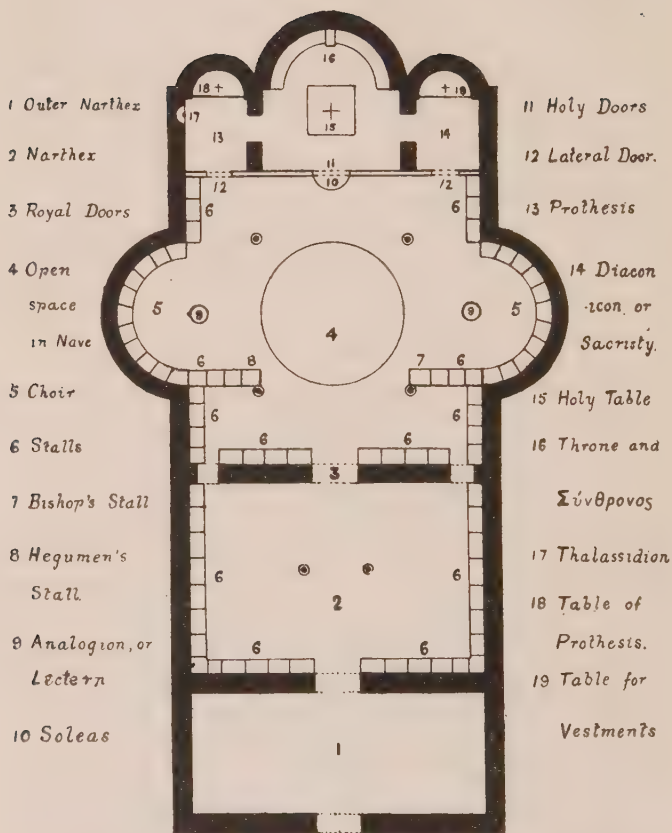 1 Outer Narthex
2 Narthex
3 Royal Doors
4 Open
space
in Nave
5 Choir
6 Stalls
7 Bishop's Stall
8 Hegumen's
Stall.
9 Analogion, or
Lectern
10 Soleas
16
18 19
17
15
13 14
11
10
12 12
6 6
5 9 9 5
4
6 8 7 6
6 6
6 6
3
6 6
2
6 6
1
11 Holy Doors
12 Lateral Door.
13 Prothesis
14 Diacon
-icon, or
Sacristy.
15 Holy Table
16 Throne and
Σύνθρονος
17 Thalassidion
18 Table of
Prothesis.
19 Table for
Vestments